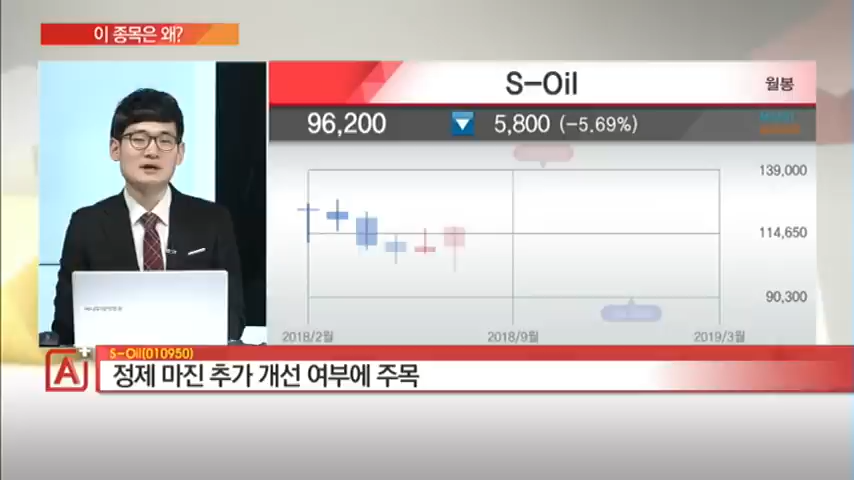 이 종목은 왜?
S-Oil
월봉
96,200 ▼ 5,800 (-5.69%)
139,000
114,650
90,300
2018/2월 2018/9월 2019/3월
A+
S-Oil(010950)
정제 마진 추가 개선 여부에 주목